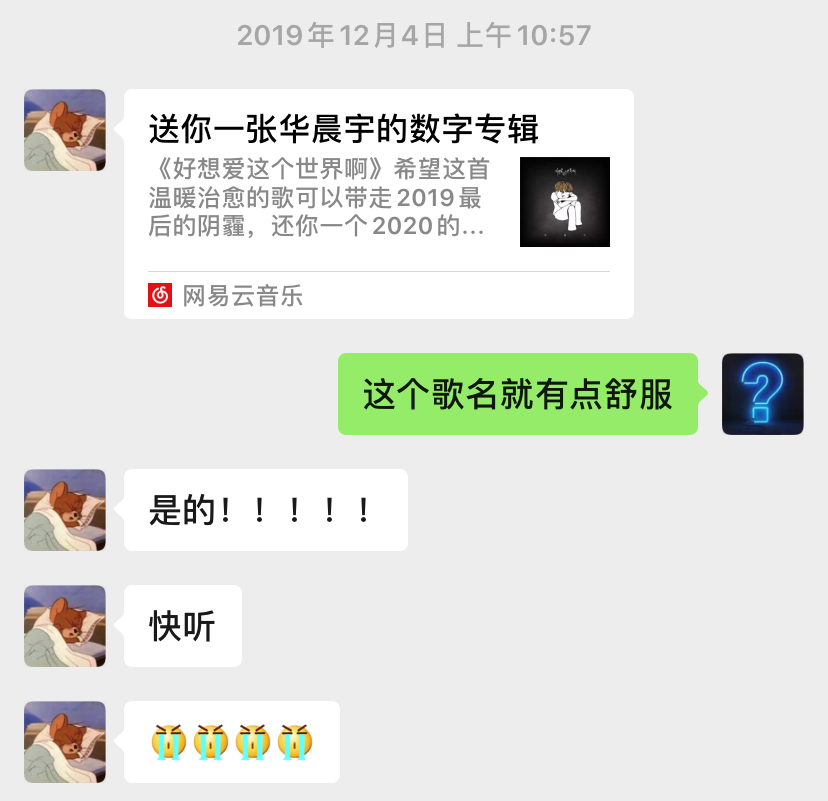 2019年12月4日 上午10:57
送你一张华晨宇的数字专辑
《好想爱这个世界啊》希望这首
温暖治愈的歌可以带走2019最
后的阴霾，还你一个2020的...
网易云音乐
这个歌名就有点舒服
是的！！！！！
快听
😭😭😭😭